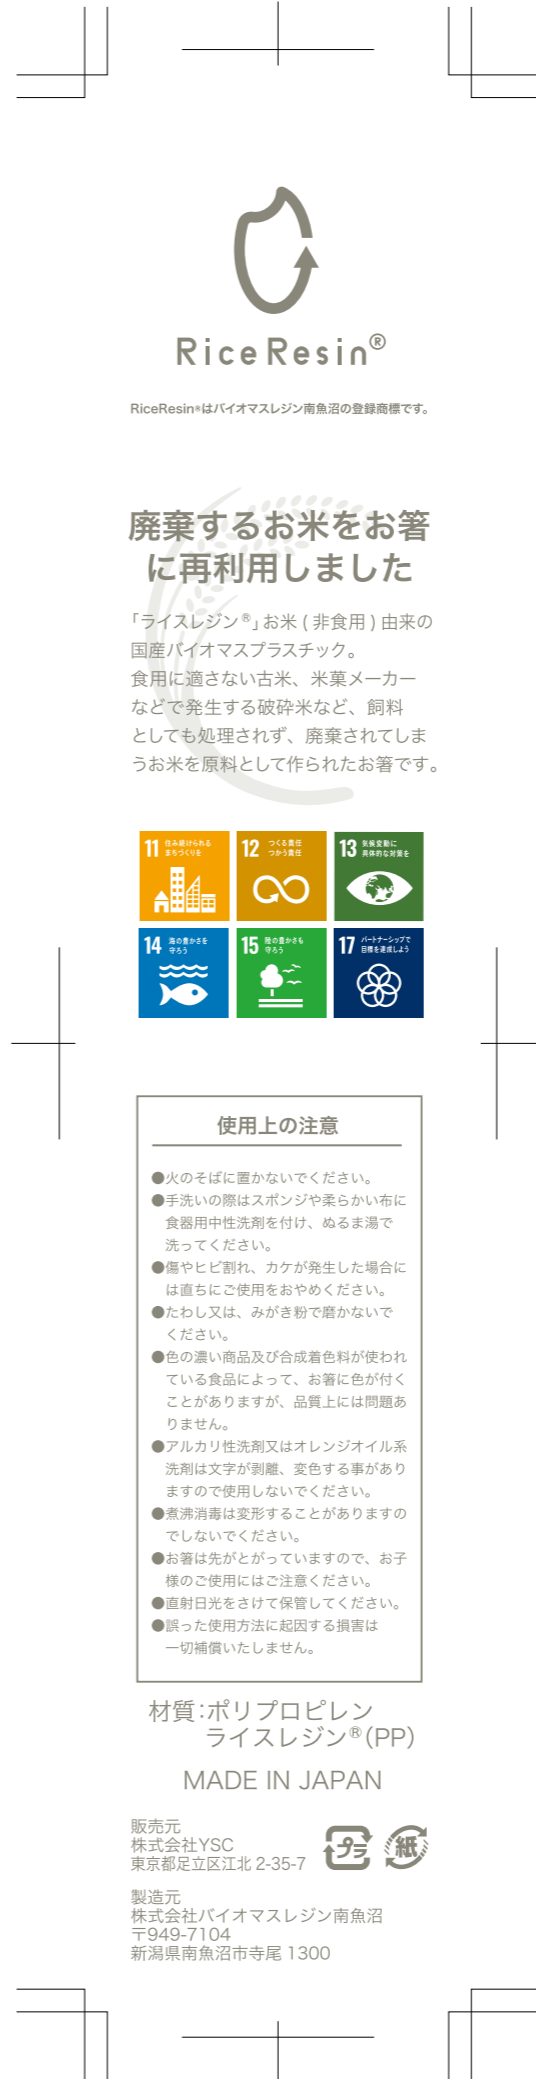 RiceResin®
RiceResin®はバイオマスレジン南魚沼の登録商標です。
廃棄するお米をお箸
に再利用しました
「ライスレジン®」お米(非食用)由来の
国産バイオマスプラスチック。
食用に適さない古米、米菓メーカー
などで発生する破砕米など、飼料
としても処理されず、廃棄されてしま
うお米を原料として作られたお箸です。
11 住み続けられる
まちづくりを
12 つくる責任
つかう責任
13 気候変動に
具体的な対策を
14 海の豊かさを
守ろう
15 陸の豊かさも
守ろう
17 パートナーシップで
目標を達成しよう
使用上の注意
●火のそばに置かないでください。
●手洗いの際はスポンジや柔らかい布に
食器用中性洗剤を付け、ぬるま湯で
洗ってください。
●傷やヒビ割れ、カケが発生した場合に
は直ちにご使用をおやめください。
●たわし又は、みがき粉で磨かないで
ください。
●色の濃い商品及び合成着色料が使われ
ている食品によって、お箸に色が付く
ことがありますが、品質上には問題あ
りません。
●アルカリ性洗剤又はオレンジオイル系
洗剤は文字が剥離、変色する事があり
ますので使用しないでください。
●煮沸消毒は変形することがありますの
でしないでください。
●お箸は先がとがっていますので、お子
様のご使用にはご注意ください。
●直射日光をさけて保管してください。
●誤った使用方法に起因する損害は
一切補償いたしません。
材質:ポリプロピレン
ライスレジン®(PP)
MADE IN JAPAN
販売元
株式会社YSC
東京都足立区江北 2-35-7
プラ 紙
製造元
株式会社バイオマスレジン南魚沼
〒949-7104
新潟県南魚沼市寺尾 1300